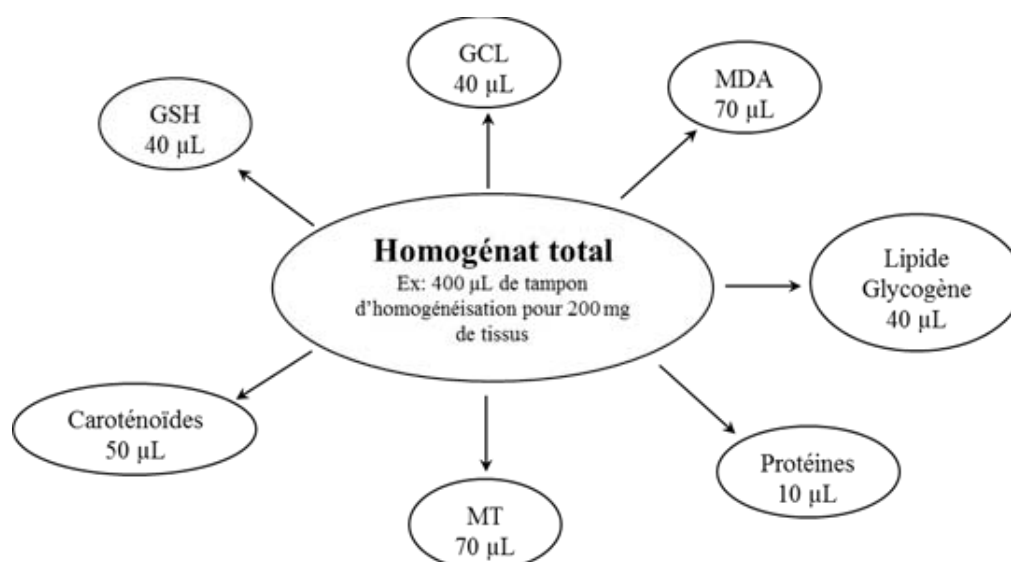 GCL
40 µL
MDA
70 µL
GSH
40 µL
Homogénat total
Ex: 400 µL de tampon
d’homogénéisation pour 200 mg
de tissus
Lipide
Glycogène
40 µL
Caroténoïdes
50 µL
Protéines
10 µL
MT
70 µL